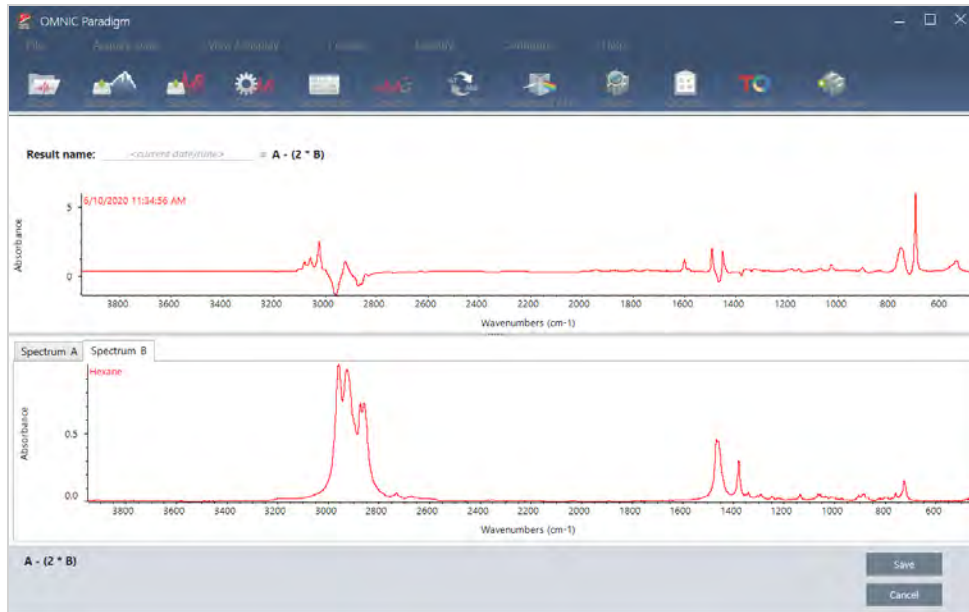 OMNIC Paradigm
File
Result name: <current date/time> = A - (2 * B)
6/10/2020 11:34:56 AM
Absorbance
5
0
3800 3600 3400 3200 3000 2800 2600 2400 2200 2000 1800 1600 1400 1200 1000 800 600
Wavenumbers (cm-1)
Spectrum A Spectrum B
Hexane
Absorbance
0.5
0.0
3800 3600 3400 3200 3000 2800 2600 2400 2200 2000 1800 1600 1400 1200 1000 800 600
Wavenumbers (cm-1)
A - (2 * B)
Save
Cancel